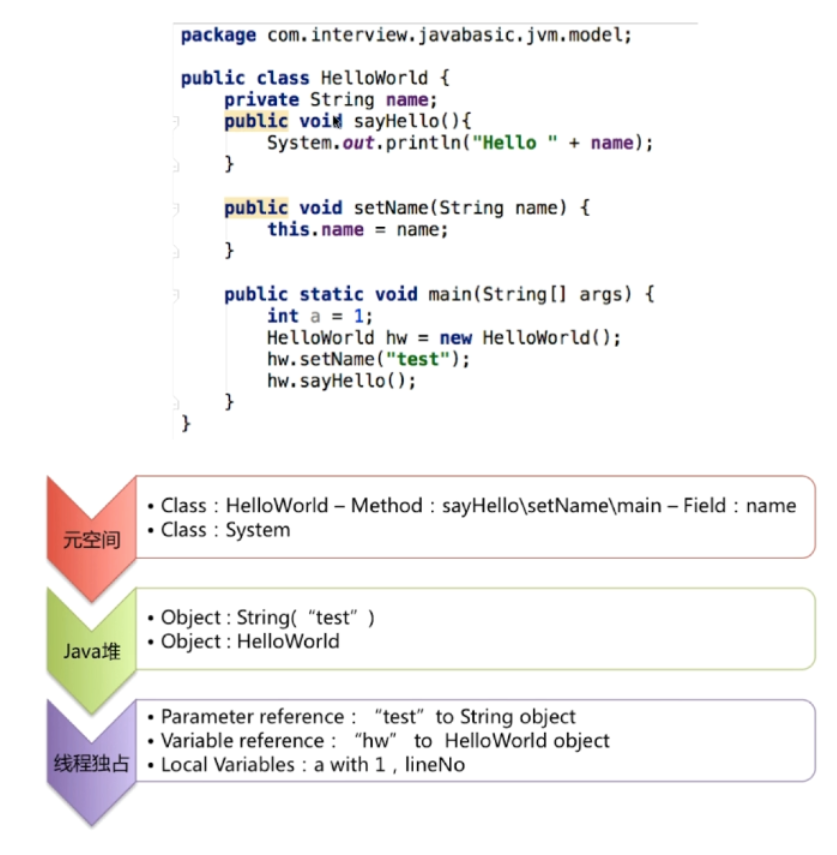 package com.interview.javabasic.jvm.model;
public class HelloWorld {
    private String name;
    public void sayHello(){
        System.out.println("Hello " + name);
    }
    public void setName(String name) {
        this.name = name;
    }
    public static void main(String[] args) {
        int a = 1;
        HelloWorld hw = new HelloWorld();
        hw.setName("test");
        hw.sayHello();
    }
}
元空间
• Class：HelloWorld – Method：sayHello\setName\main – Field：name
• Class：System
Java堆
• Object : String( “test” )
• Object : HelloWorld
线程独占
• Parameter reference： “test” to String object
• Variable reference： “hw” to HelloWorld object
• Local Variables：a with 1 , lineNo